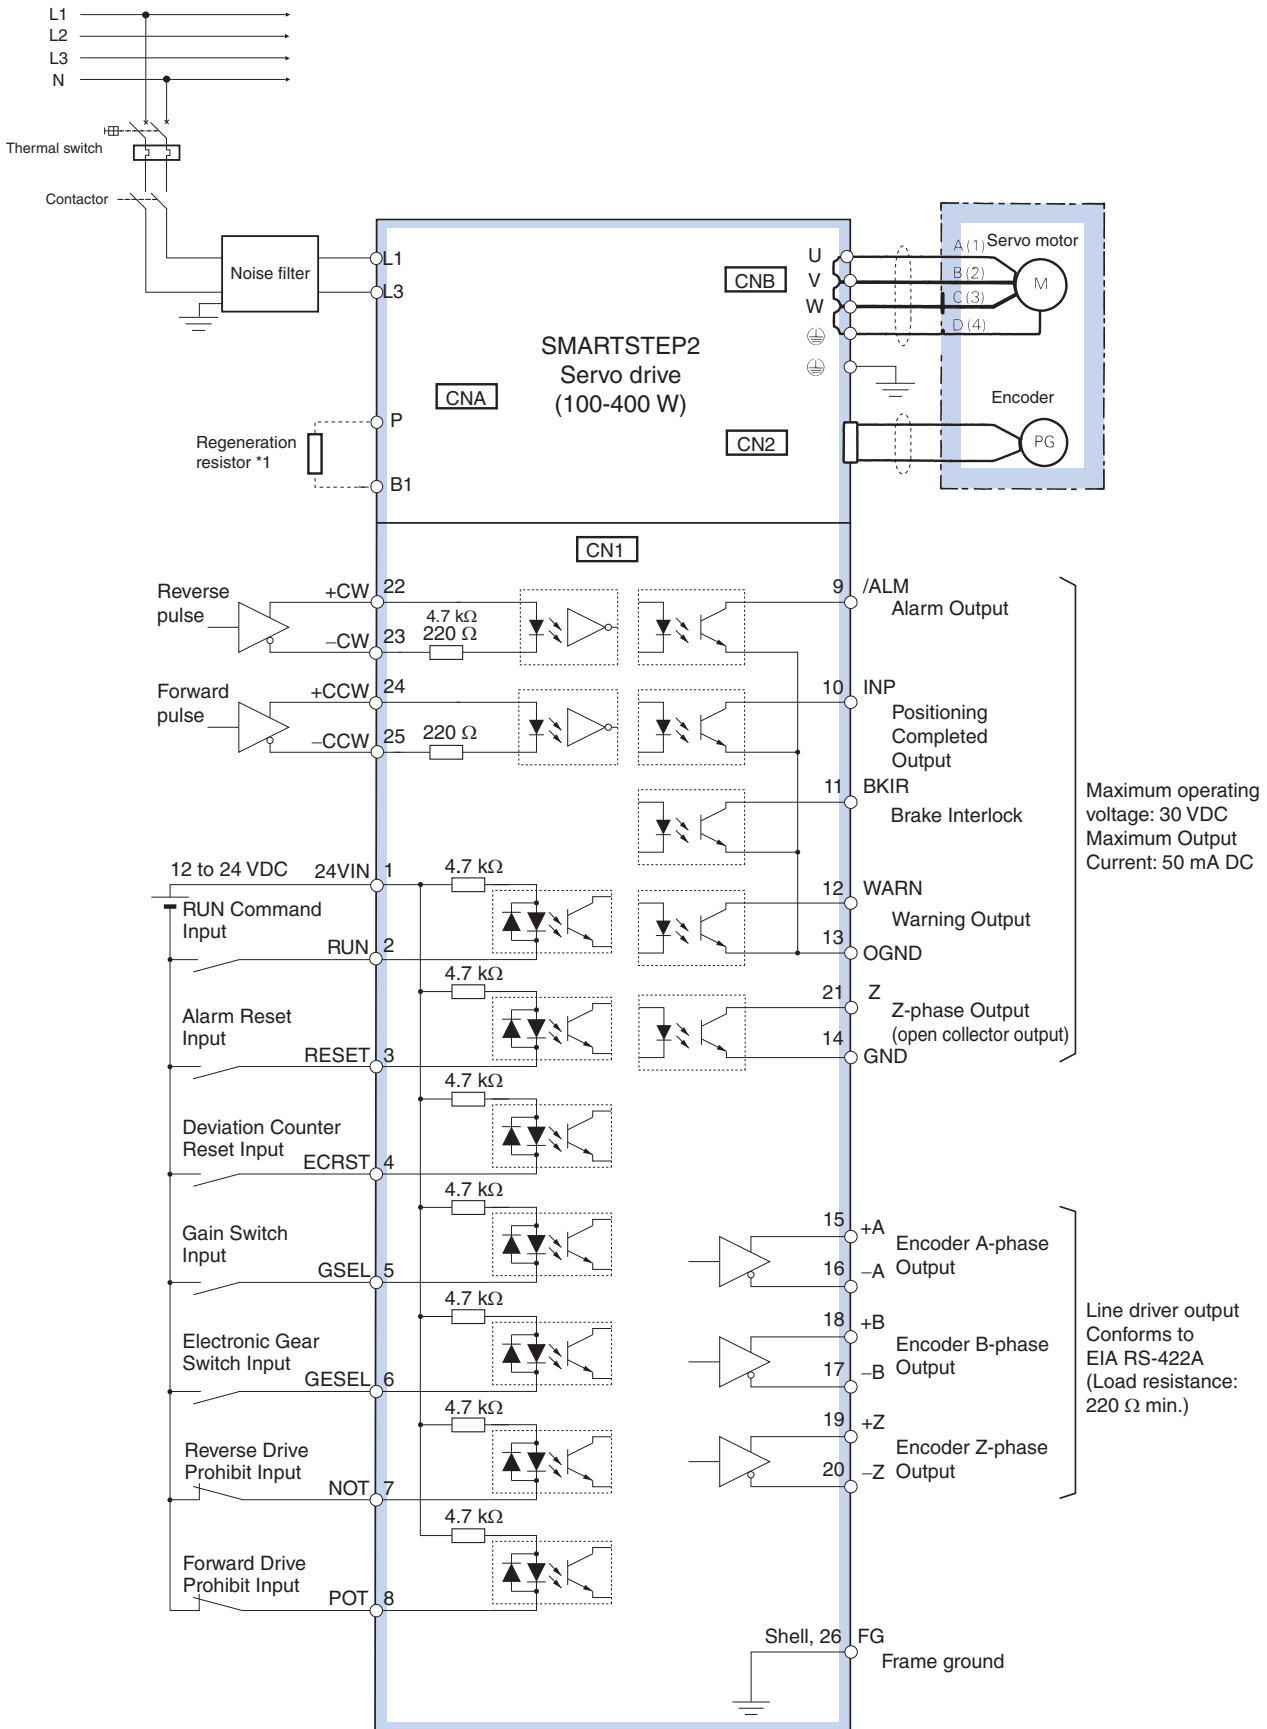 L1
L2
L3
N
Thermal switch
Contactor
Noise filter
L1
L3
CNA
SMARTSTEP2
Servo drive
(100-400 W)
CNB
U
V
W
A(1)
B(2)
C(3)
D(4)
Servo motor
M
Regeneration
resistor *1
P
B1
CN2
Encoder
PG
CN1
Reverse
pulse
+CW
22
–CW
23
4.7 kΩ
220 Ω
Forward
pulse
+CCW
24
–CCW
25
220 Ω
12 to 24 VDC
24VIN
1
4.7 kΩ
RUN Command
Input
RUN
2
4.7 kΩ
Alarm Reset
Input
RESET
3
4.7 kΩ
Deviation Counter
Reset Input
ECRST
4
4.7 kΩ
Gain Switch
Input
GSEL
5
4.7 kΩ
Electronic Gear
Switch Input
GESEL
6
4.7 kΩ
Reverse Drive
Prohibit Input
NOT
7
4.7 kΩ
Forward Drive
Prohibit Input
POT
8
9
/ALM
Alarm Output
10
INP
Positioning
Completed
Output
11
BKIR
Brake Interlock
12
WARN
Warning Output
13
OGND
21
Z
Z-phase Output
(open collector output)
14
GND
Maximum operating
voltage: 30 VDC
Maximum Output
Current: 50 mA DC
15
+A
Encoder A-phase
Output
16
–A
18
+B
Encoder B-phase
Output
17
–B
19
+Z
Encoder Z-phase
Output
20
–Z
Line driver output
Conforms to
EIA RS-422A
(Load resistance:
220 Ω min.)
Shell, 26
FG
Frame ground